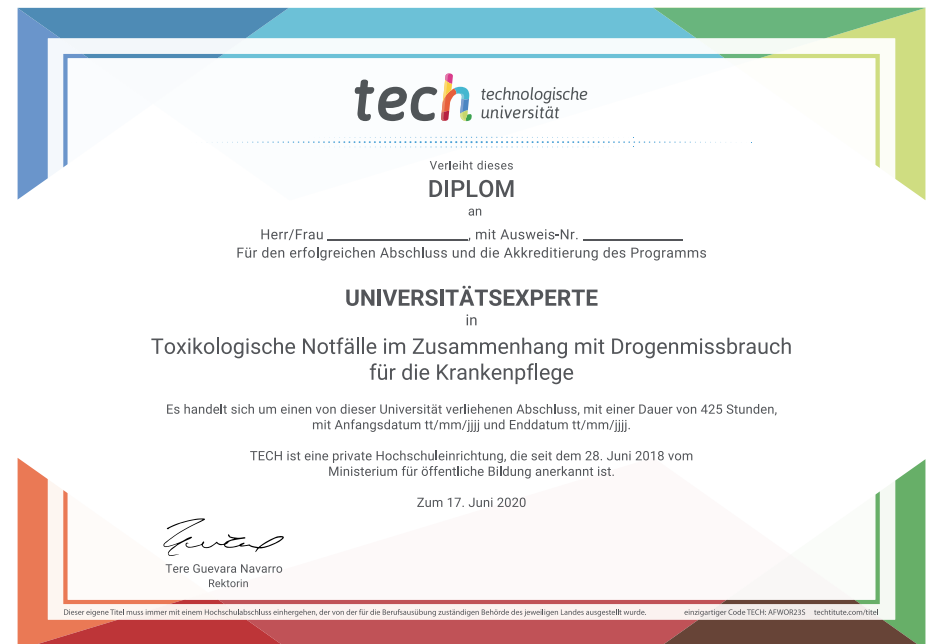 tech technologische
universität
Verleiht dieses
DIPLOM
an
Herr/Frau ____________________, mit Ausweis-Nr. ______________
Für den erfolgreichen Abschluss und die Akkreditierung des Programms
UNIVERSITÄTSEXPERTE
in
Toxikologische Notfälle im Zusammenhang mit Drogenmissbrauch
für die Krankenpflege
Es handelt sich um einen von dieser Universität verliehenen Abschluss, mit einer Dauer von 425 Stunden,
mit Anfangsdatum tt/mm/jjjj und Enddatum tt/mm/jjjj.
TECH ist eine private Hochschuleinrichtung, die seit dem 28. Juni 2018 vom
Ministerium für öffentliche Bildung anerkannt ist.
Zum 17. Juni 2020
Tere Guevara Navarro
Rektorin
Dieser eigene Titel muss immer mit einem Hochschulabschluss einhergehen, der von der für die Berufsausübung zuständigen Behörde des jeweiligen Landes ausgestellt wurde. einzigartiger Code TECH: AFWOR23S techtitute.com/titel